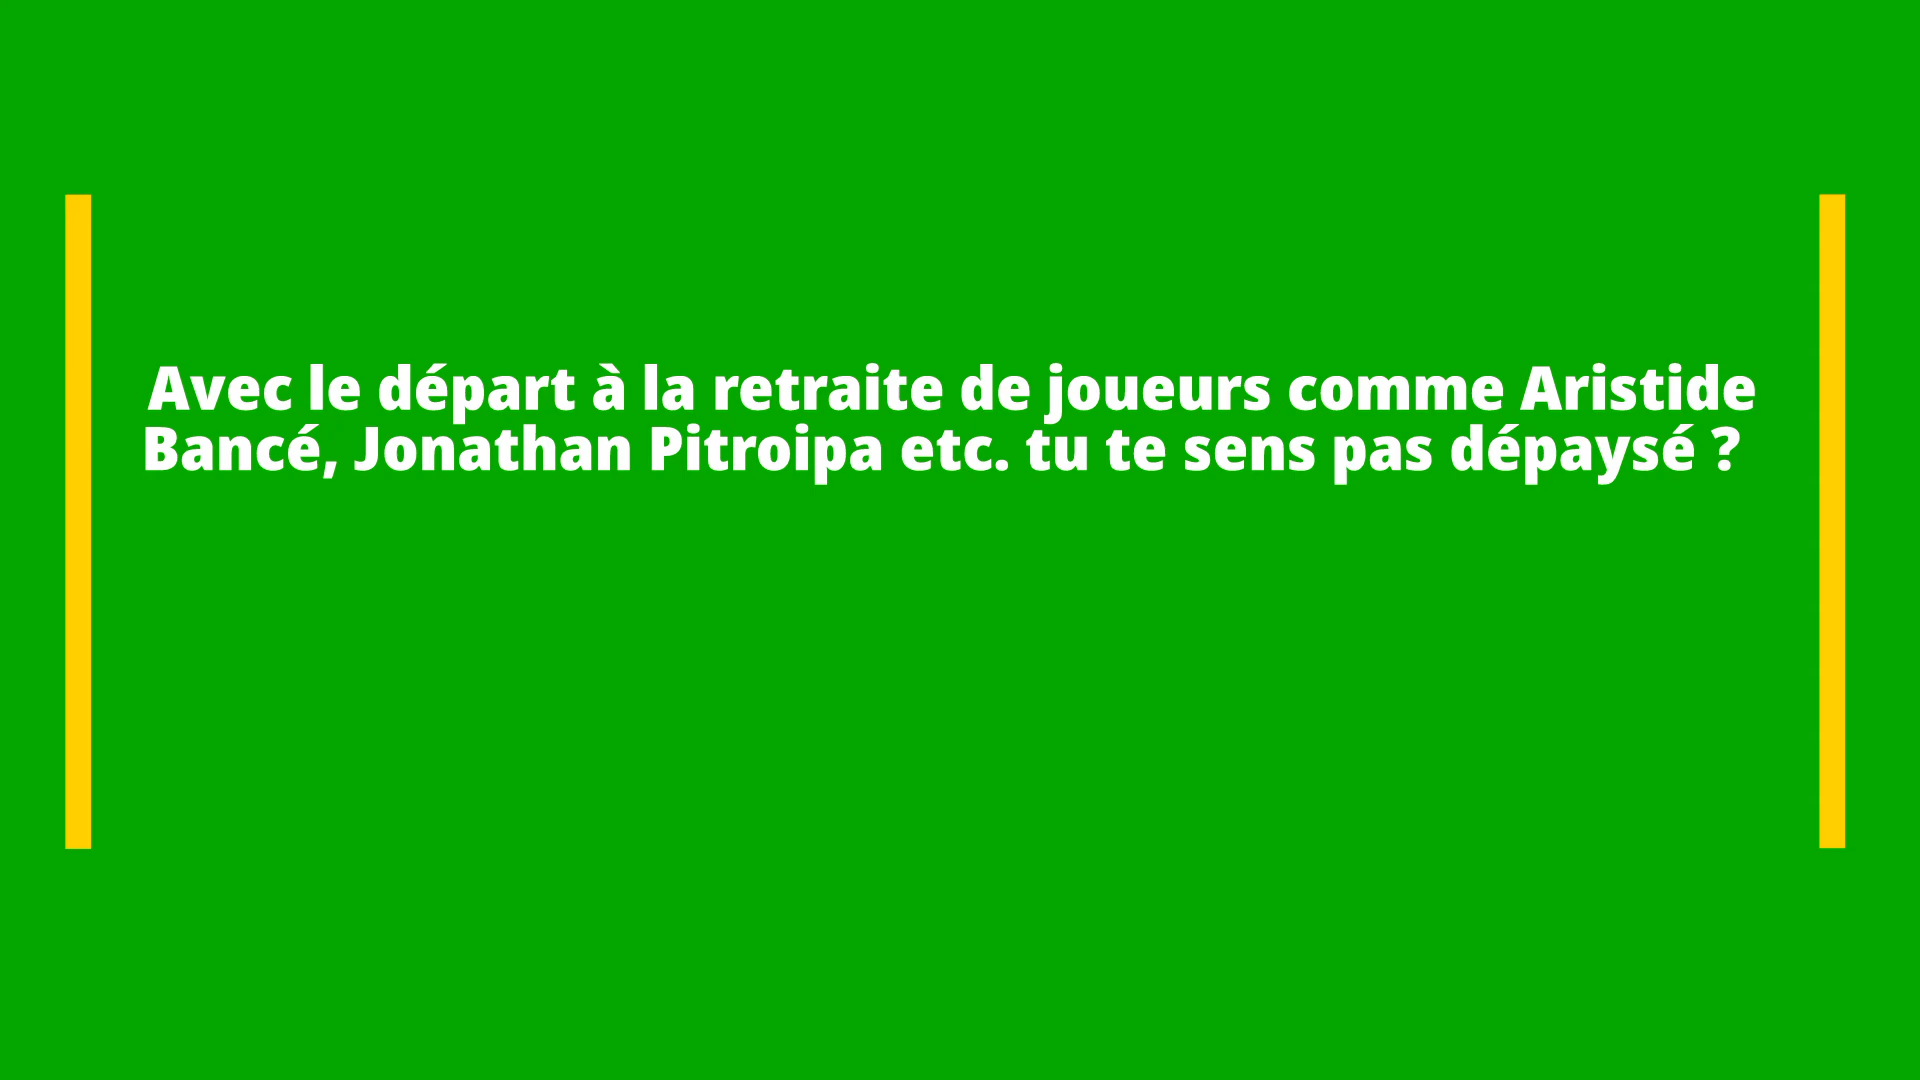 Avec le départ à la retraite de joueurs comme Aristide
Bancé, Jonathan Pitroipa etc. tu te sens pas dépaysé ?